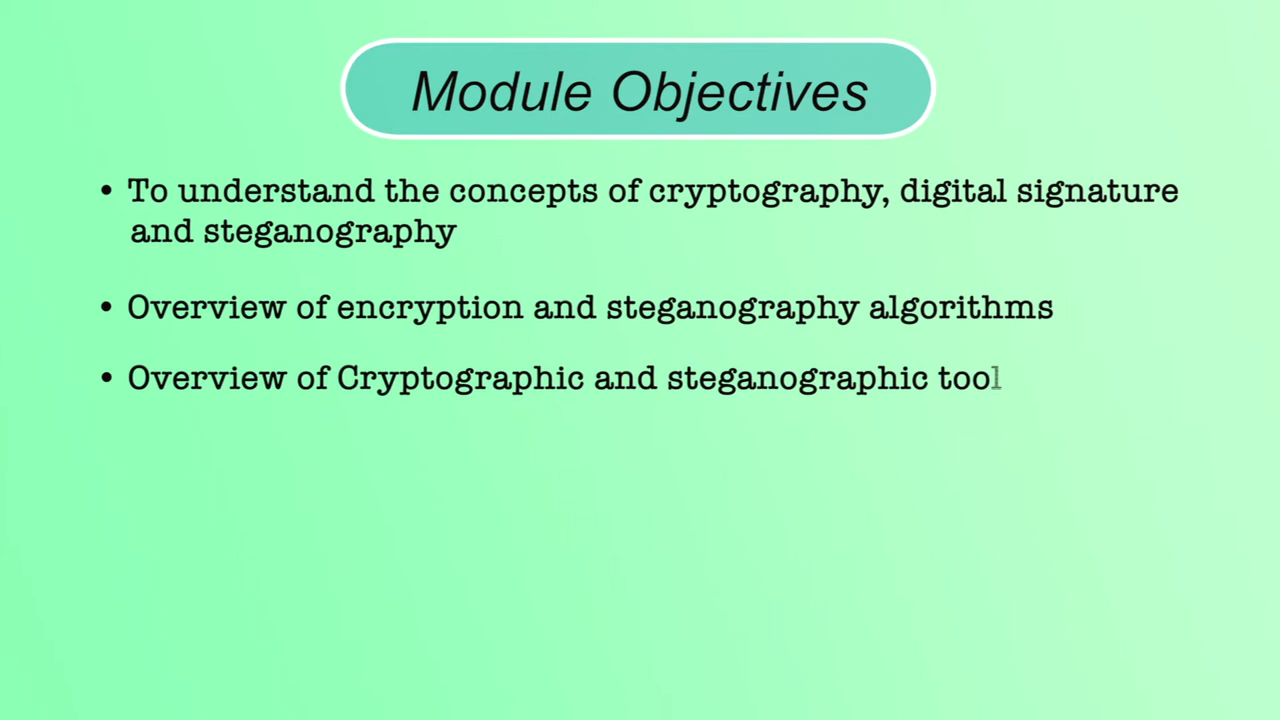 Module Objectives
• To understand the concepts of cryptography, digital signature
and steganography
• Overview of encryption and steganography algorithms
• Overview of Cryptographic and steganographic tool